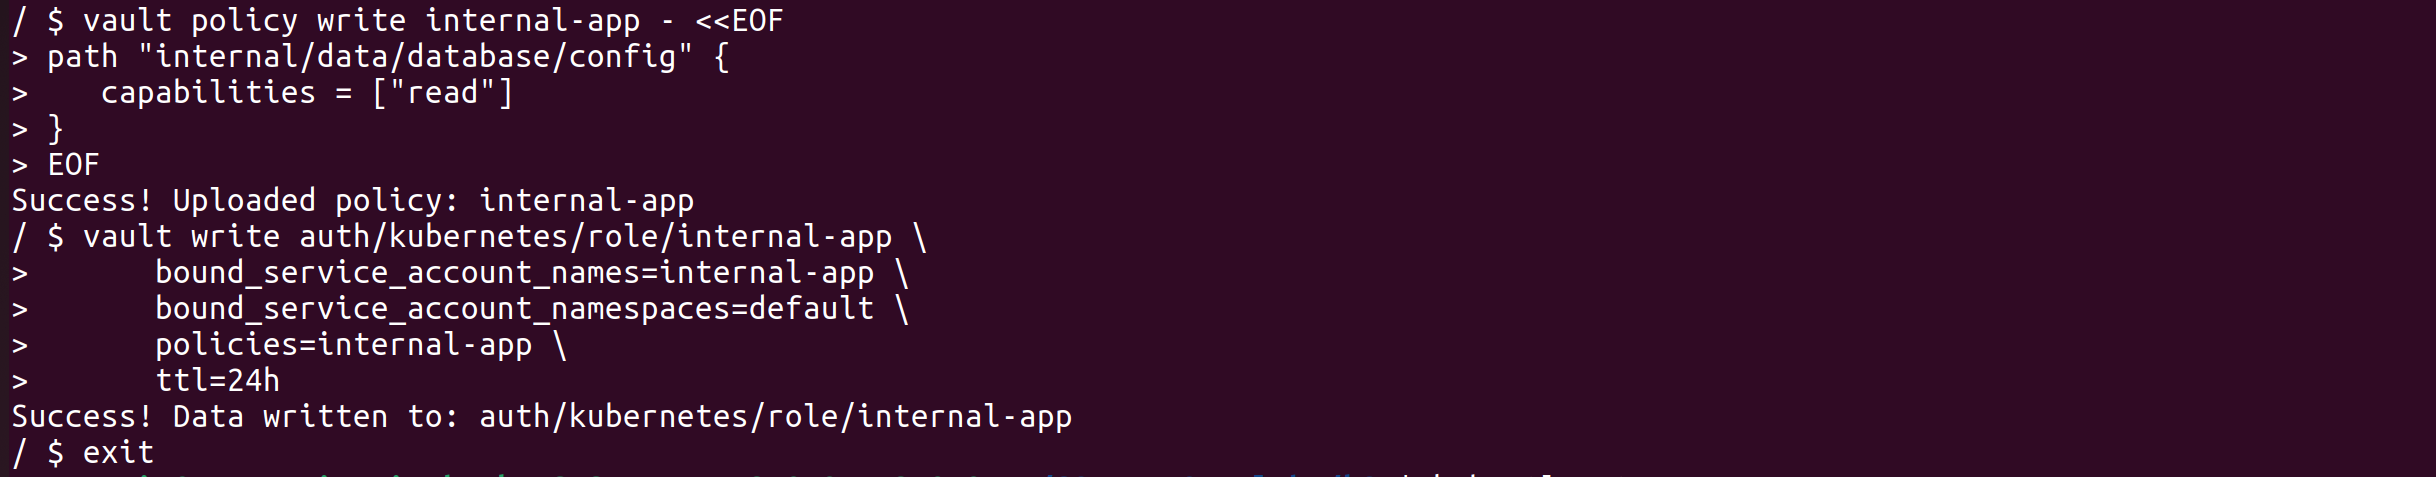 / $ vault policy write internal-app - <<EOF
> path "internal/data/database/config" {
>    capabilities = ["read"]
> }
> EOF
Success! Uploaded policy: internal-app
/ $ vault write auth/kubernetes/role/internal-app \
>       bound_service_account_names=internal-app \
>       bound_service_account_namespaces=default \
>       policies=internal-app \
>       ttl=24h
Success! Data written to: auth/kubernetes/role/internal-app
/ $ exit